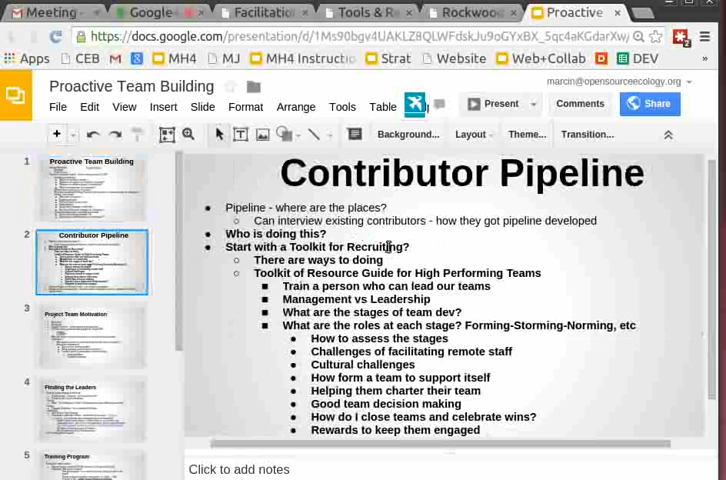 Meeting -
Google+
Facilitatio
Tools & R
Rockwood
Proactive
https://docs.google.com/presentation/d/1Ms90bgv4UAKLZ8QLWFdskJu9oGYxBX_5qc4aKGdarXw/
Apps CEB MJ MH4 MH4 Instructi Strat Website Web+Collab DEV
Proactive Team Building
marcin@opensourceecology.org
File Edit View Insert Slide Format Arrange Tools Table
Present Comments Share
Background... Layout Theme... Transition...
1
Proactive Team Building
2
Contributor Pipeline
3
Project Team Motivation
4
Finding the Leaders
5
Training Program
Contributor Pipeline
● Pipeline - where are the places?
○ Can interview existing contributors - how they got pipeline developed
● Who is doing this?
● Start with a Toolkit for Recruiting?
○ There are ways to doing
○ Toolkit of Resource Guide for High Performing Teams
■ Train a person who can lead our teams
■ Management vs Leadership
■ What are the stages of team dev?
■ What are the roles at each stage? Forming-Storming-Norming, etc
● How to assess the stages
● Challenges of facilitating remote staff
● Cultural challenges
● How form a team to support itself
● Helping them charter their team
● Good team decision making
● How do I close teams and celebrate wins?
● Rewards to keep them engaged
Click to add notes